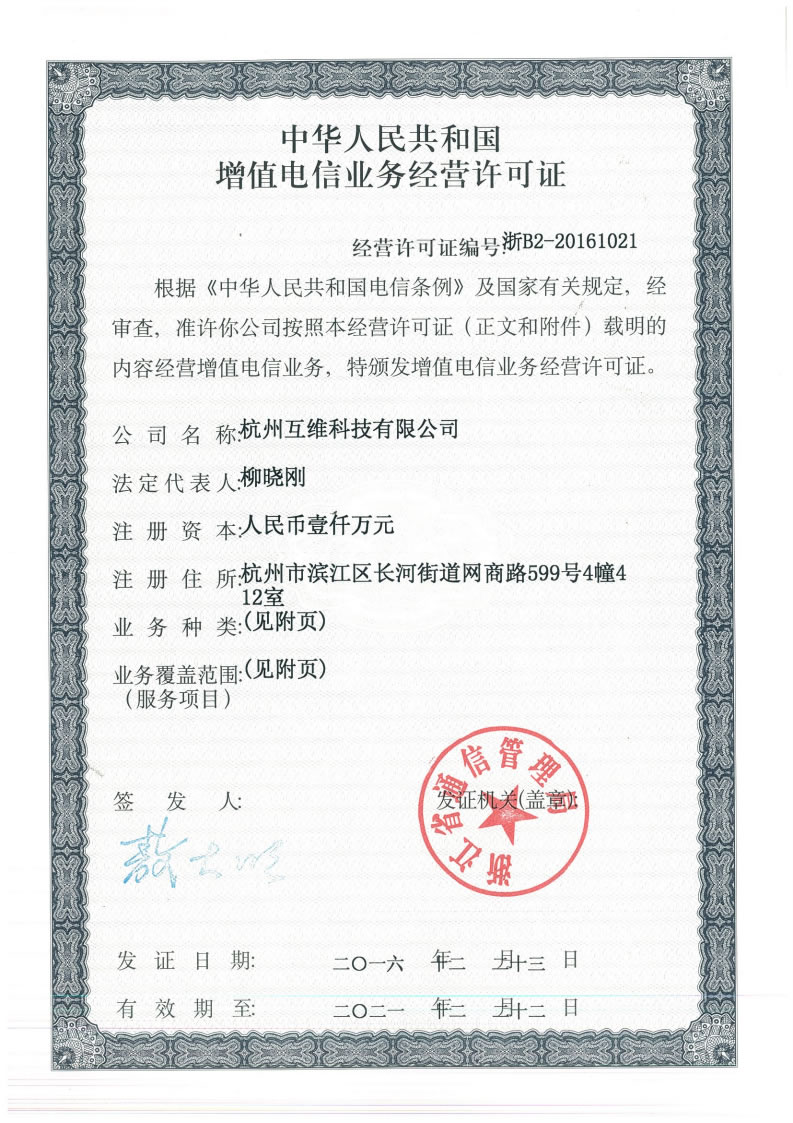 中华人民共和国
增值电信业务经营许可证
经营许可证编号:浙B2-20161021
根据《中华人民共和国电信条例》及国家有关规定，经
审查，准许你公司按照本经营许可证（正文和附件）载明的
内容经营增值电信业务，特颁发增值电信业务经营许可证。
公司名称:杭州互维科技有限公司
法定代表人:柳晓刚
注册资本:人民币壹仟万元
注册住所:杭州市滨江区长河街道网商路599号4幢4
12室
业务种类:(见附页)
业务覆盖范围:(见附页)
（服务项目）
签发人:
发证机关(盖章):
浙江省通信管理局
发证日期: 二〇一六 年十二 月二十三 日
有效期至: 二〇二一 年十二 月二十二 日